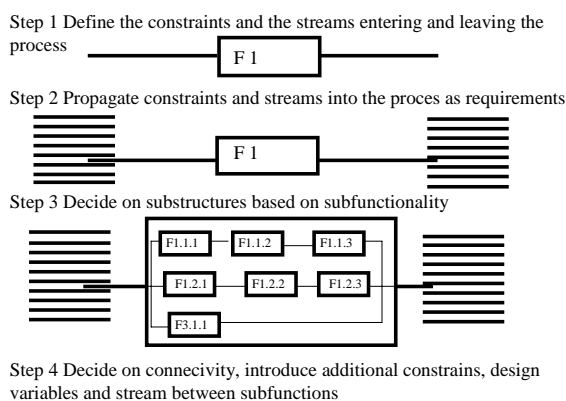 Step 1 Define the constraints and the streams entering and leaving the
process
F 1
Step 2 Propagate constraints and streams into the proces as requirements
F 1
Step 3 Decide on substructures based on subfunctionality
F1.1.1 F1.1.2 F1.1.3
F1.2.1 F1.2.2 F1.2.3
F3.1.1
Step 4 Decide on connecivity, introduce additional constrains, design
variables and stream between subfunctions